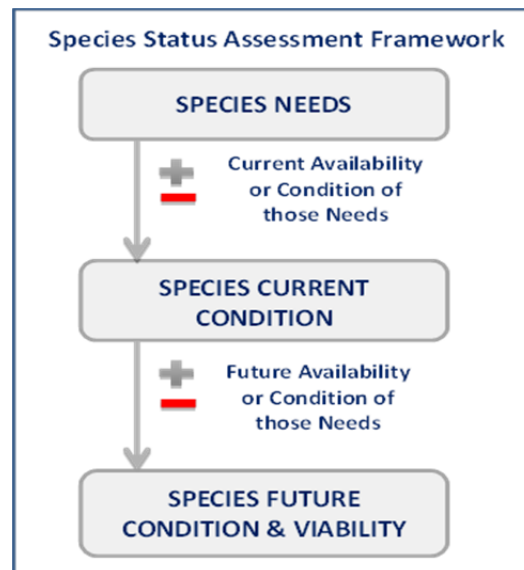 Species Status Assessment Framework
SPECIES NEEDS
Current Availability
or Condition of
those Needs
SPECIES CURRENT
CONDITION
Future Availability
or Condition of
those Needs
SPECIES FUTURE
CONDITION & VIABILITY